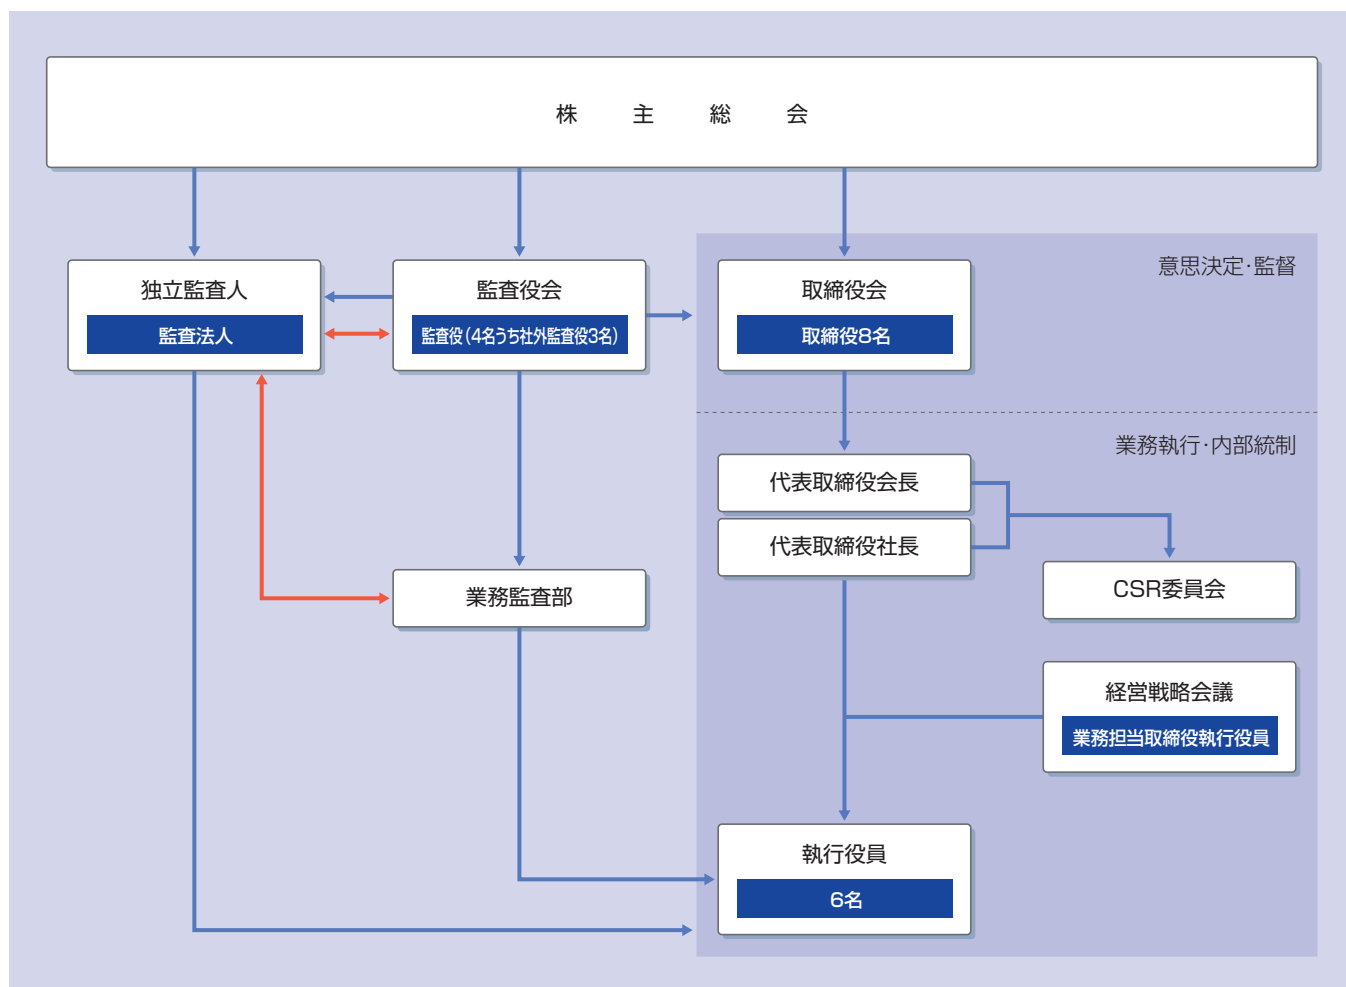 株主総会
独立監査人
監査法人
監査役会
監査役（4名うち社外監査役3名）
取締役会
取締役8名
意思決定・監督
業務執行・内部統制
代表取締役会長
代表取締役社長
CSR委員会
業務監査部
経営戦略会議
業務担当取締役執行役員
執行役員
6名